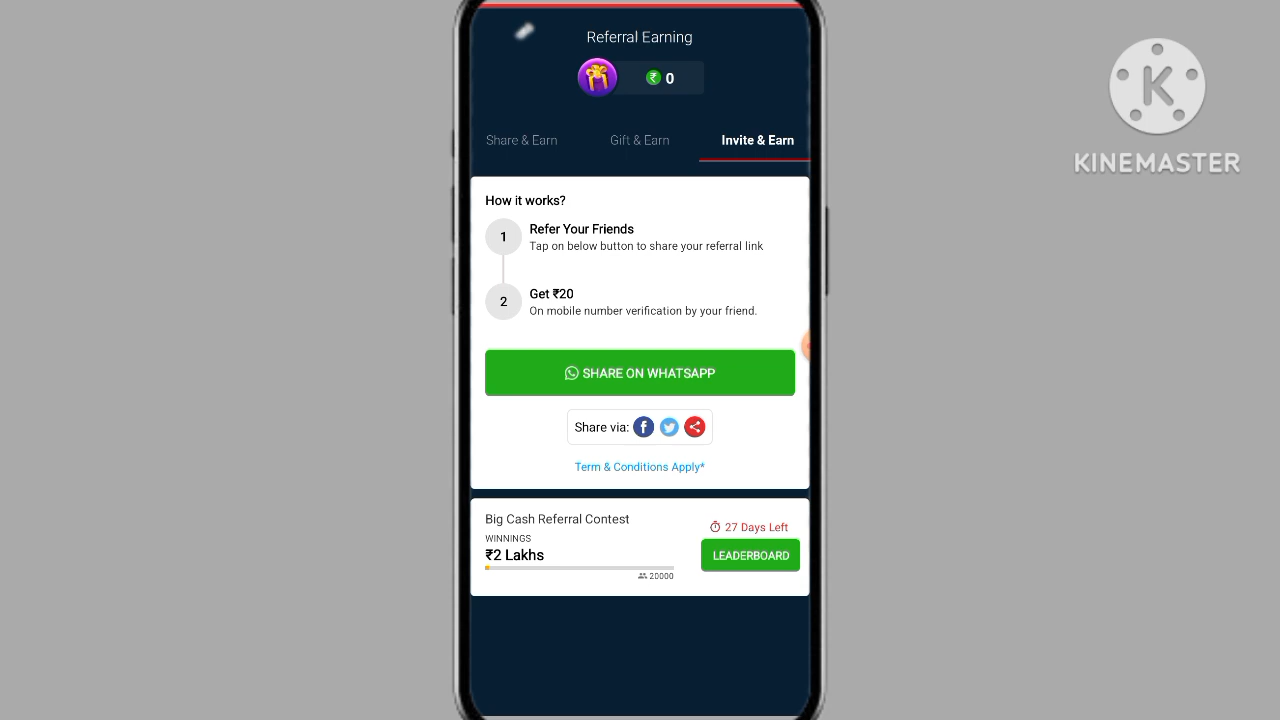 Referral Earning
₹ 0
Share & Earn
Gift & Earn
Invite & Earn
K
KINEMASTER
How it works?
1
Refer Your Friends
Tap on below button to share your referral link
2
Get ₹20
On mobile number verification by your friend.
SHARE ON WHATSAPP
Share via: f
Term & Conditions Apply*
Big Cash Referral Contest
27 Days Left
WINNINGS
₹2 Lakhs
LEADERBOARD
20000